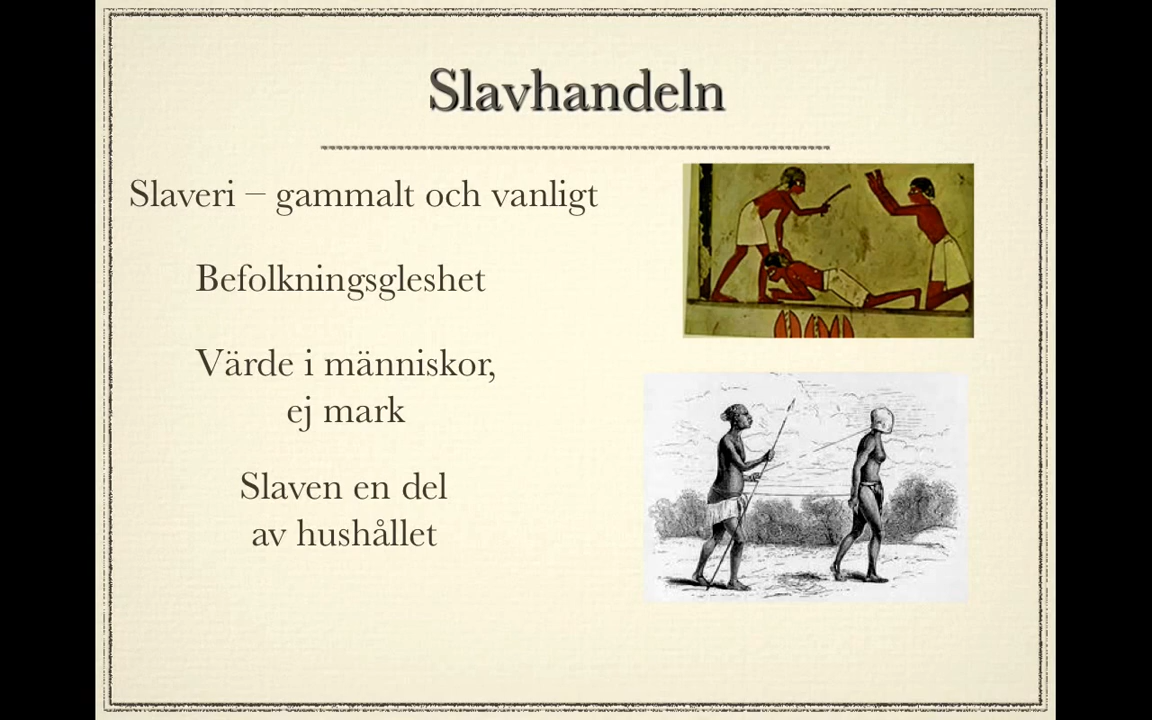 Slavhandeln
Slaveri – gammalt och vanligt
Befolkningsgleshet
Värde i människor,
ej mark
Slaven en del
av hushållet